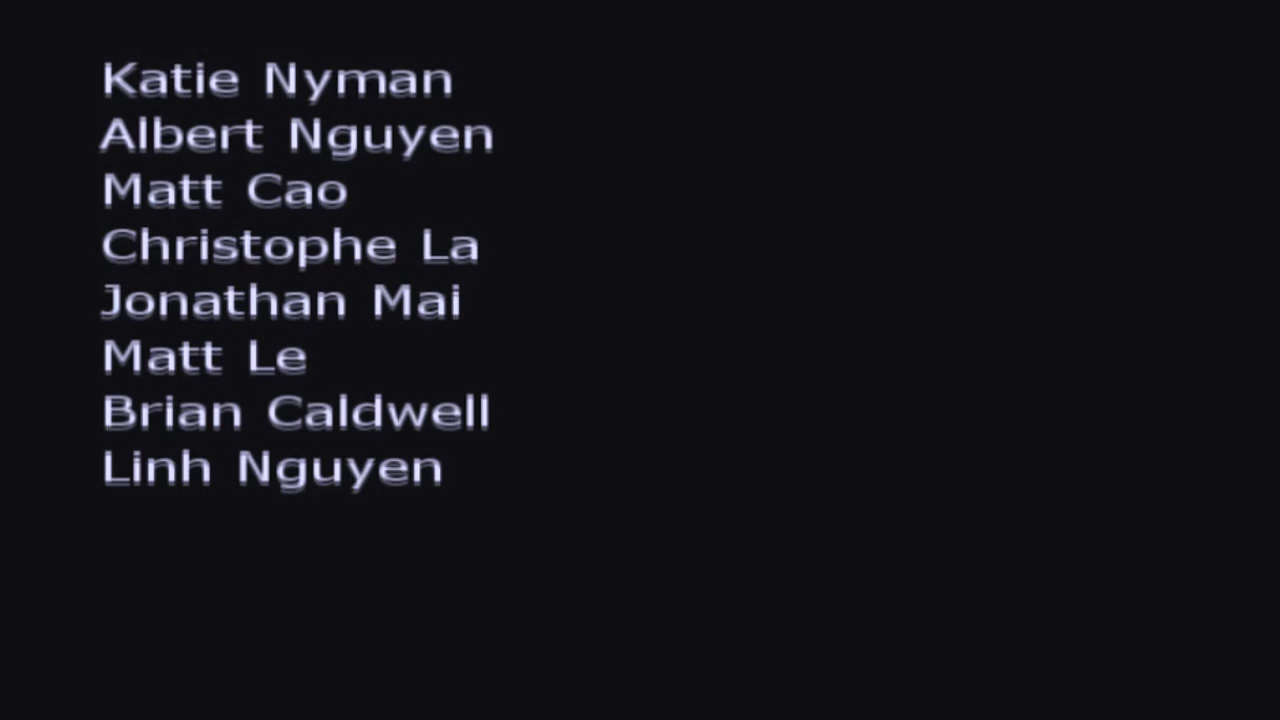 Katie Nyman
Albert Nguyen
Matt Cao
Christophe La
Jonathan Mai
Matt Le
Brian Caldwell
Linh Nguyen